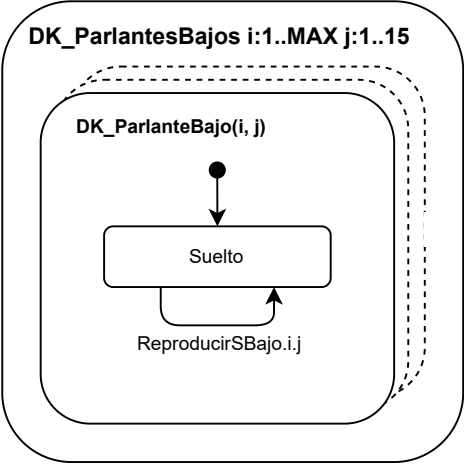 DK_ParlantesBajos i:1..MAX j:1..15
DK_ParlanteBajo(i, j)
Suelto
ReproducirSBajo.i.j